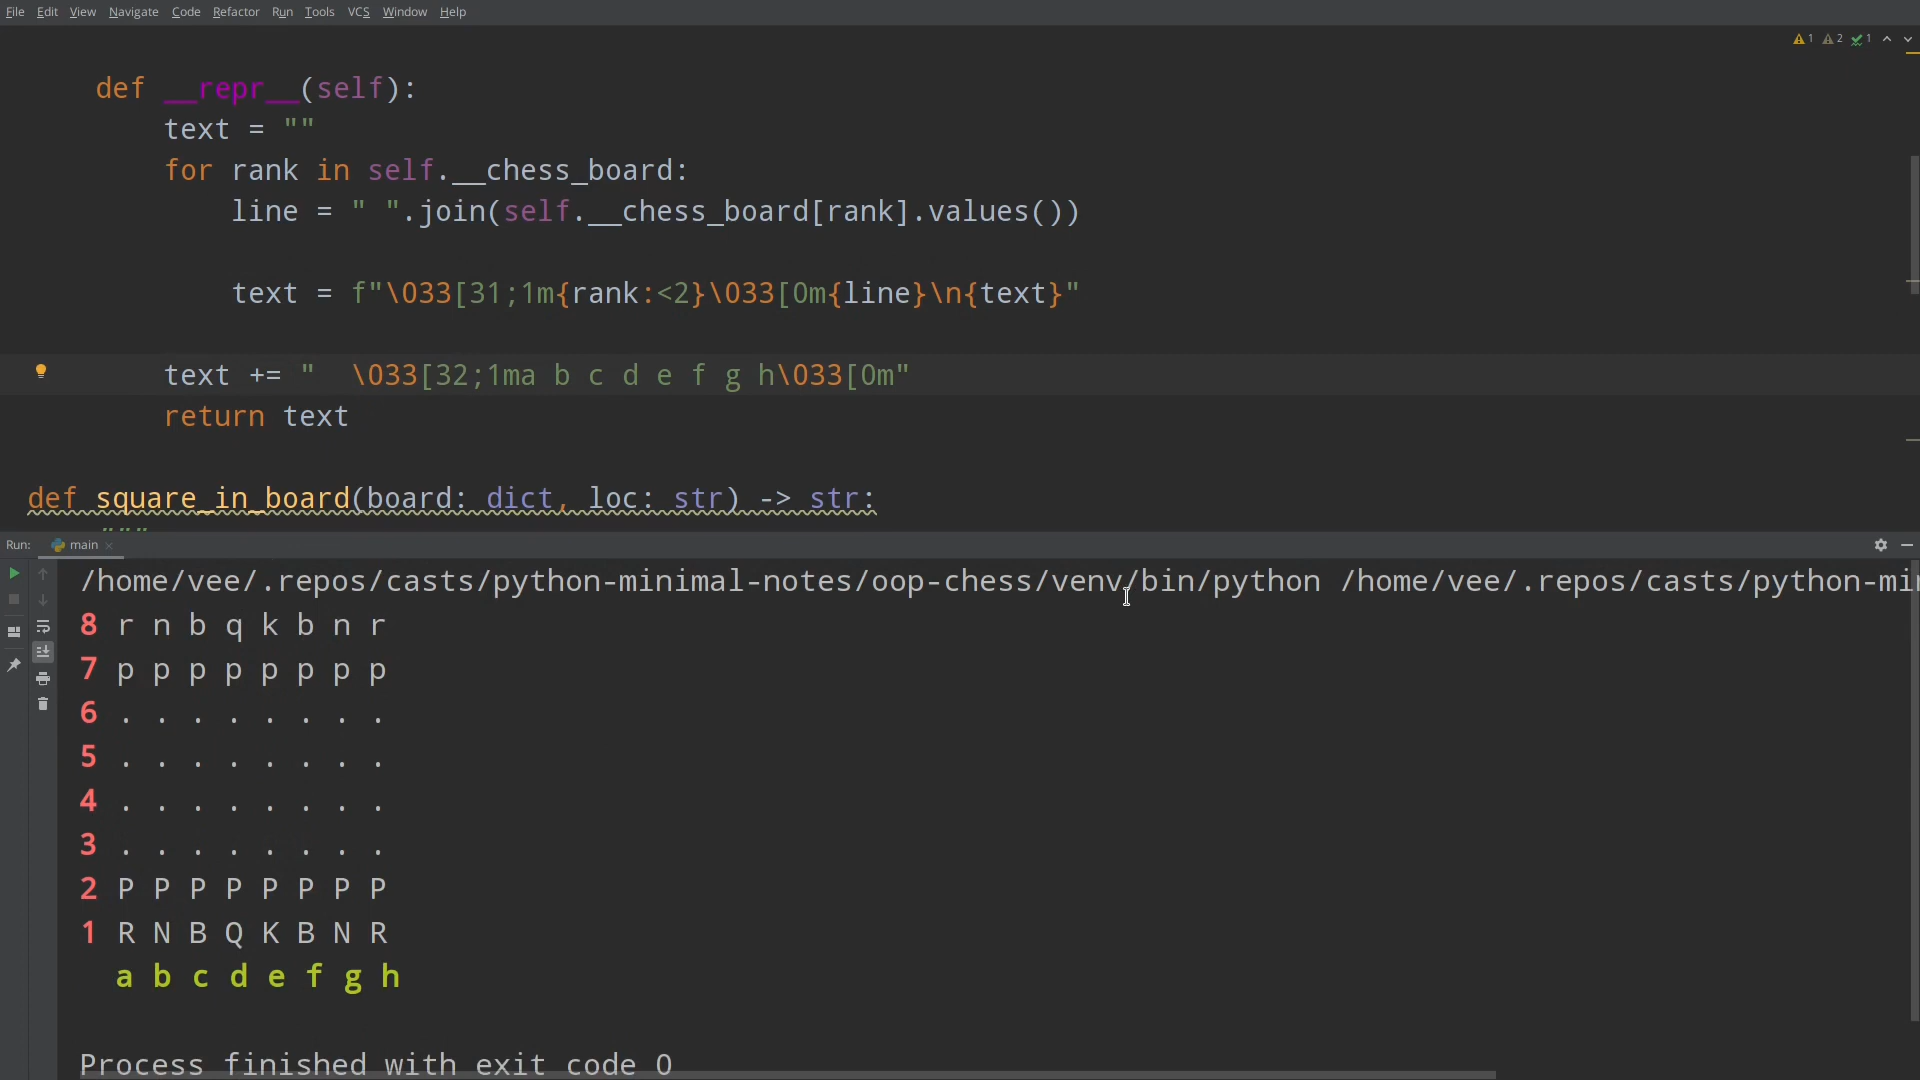 File Edit View Navigate Code Refactor Run Tools VCS Window Help
1 2 1
def __repr__(self):
text = ""
for rank in self.__chess_board:
line = " ".join(self.__chess_board[rank].values())
text = f"\033[31;1m{rank:<2}\033[0m{line}\n{text}"
text += "  \033[32;1ma b c d e f g h\033[0m"
return text
def square_in_board(board: dict, loc: str) -> str:
"""
Run: main
/home/vee/.repos/casts/python-minimal-notes/oop-chess/venv/bin/python /home/vee/.repos/casts/python-min
8 r n b q k b n r
7 p p p p p p p p
6 . . . . . . . .
5 . . . . . . . .
4 . . . . . . . .
3 . . . . . . . .
2 P P P P P P P P
1 R N B Q K B N R
a b c d e f g h
Process finished with exit code 0